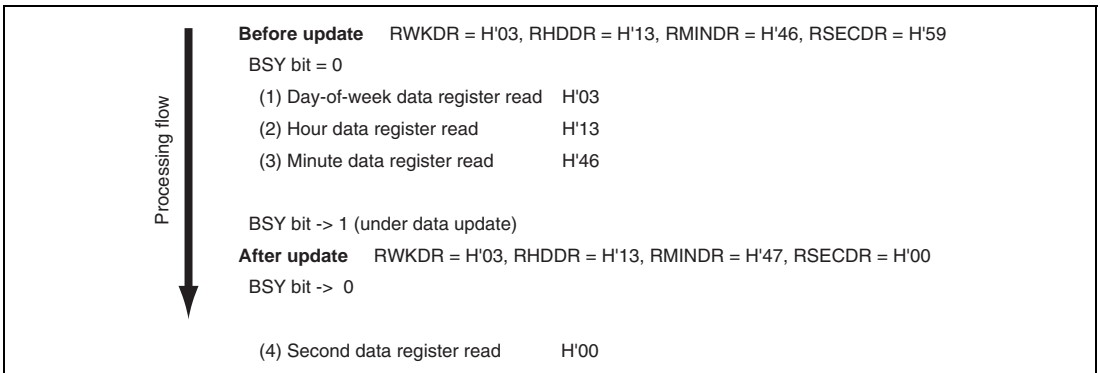 Processing flow
Before update RWKDR = H'03, RHDDR = H'13, RMINDR = H'46, RSECDR = H'59
BSY bit = 0
(1) Day-of-week data register read H'03
(2) Hour data register read H'13
(3) Minute data register read H'46
BSY bit -> 1 (under data update)
After update RWKDR = H'03, RHDDR = H'13, RMINDR = H'47, RSECDR = H'00
BSY bit -> 0
(4) Second data register read H'00